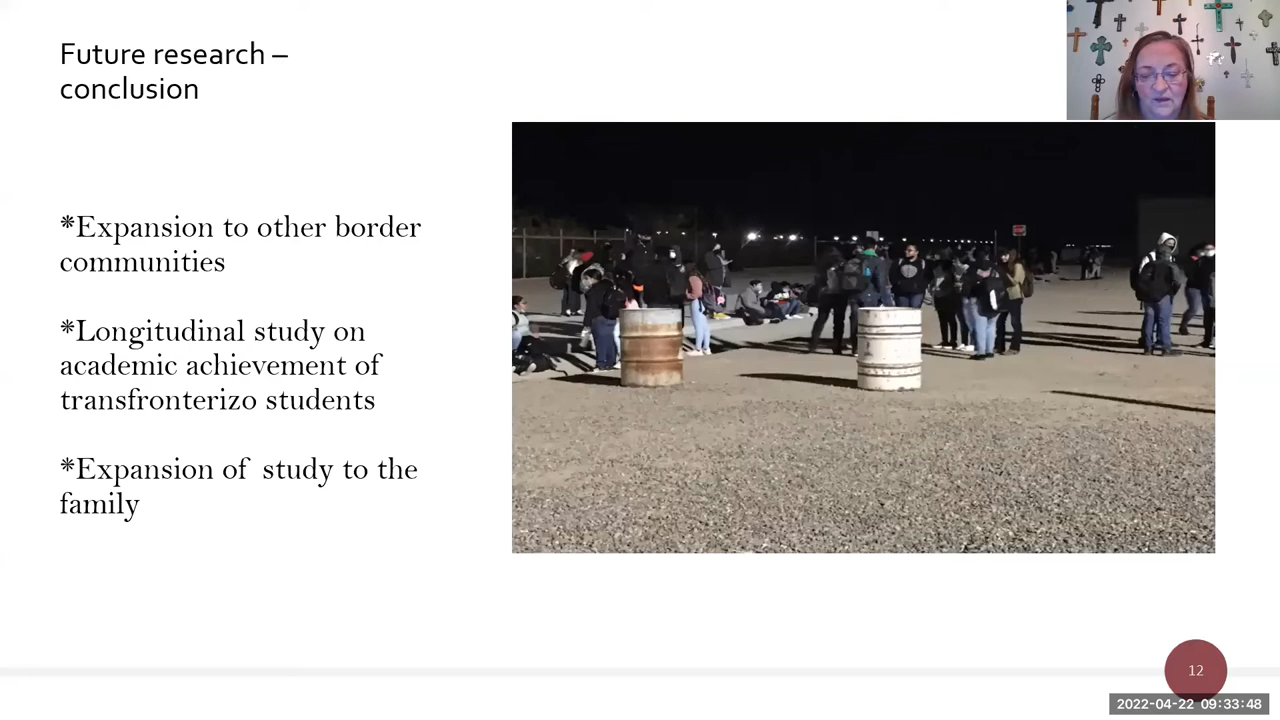 Future research –
conclusion
*Expansion to other border
communities
*Longitudinal study on
academic achievement of
transfronterizo students
*Expansion of  study to the
family
12
2022-04-22 09:33:48